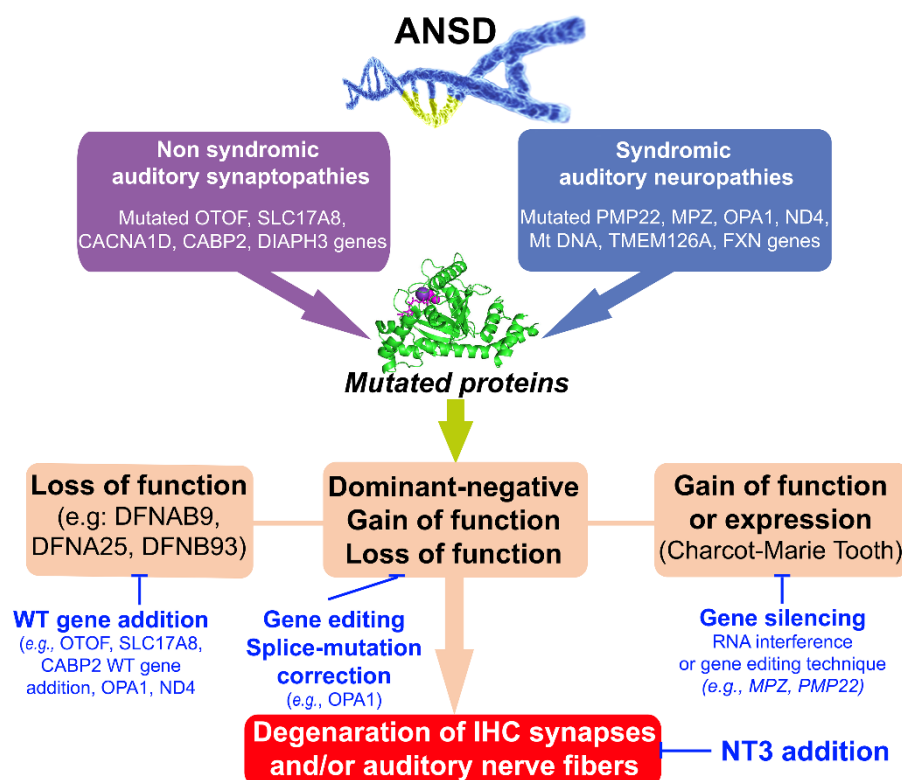 ANSD
Non syndromic
auditory synaptopathies
Mutated OTOF, SLC17A8,
CACNA1D, CABP2, DIAPH3 genes
Syndromic
auditory neuropathies
Mutated PMP22, MPZ, OPA1, ND4,
Mt DNA, TMEM126A, FXN genes
Mutated proteins
Loss of function
(e.g: DFNAB9,
DFNA25, DFNB93)
Dominant-negative
Gain of function
Loss of function
Gain of function
or expression
(Charcot-Marie Tooth)
WT gene addition
(e.g., OTOF, SLC17A8,
CABP2 WT gene
addition, OPA1, ND4
Gene editing
Splice-mutation
correction
(e.g., OPA1)
Gene silencing
RNA interference
or gene editing technique
(e.g., MPZ, PMP22)
Degenaration of IHC synapses
and/or auditory nerve fibers
NT3 addition